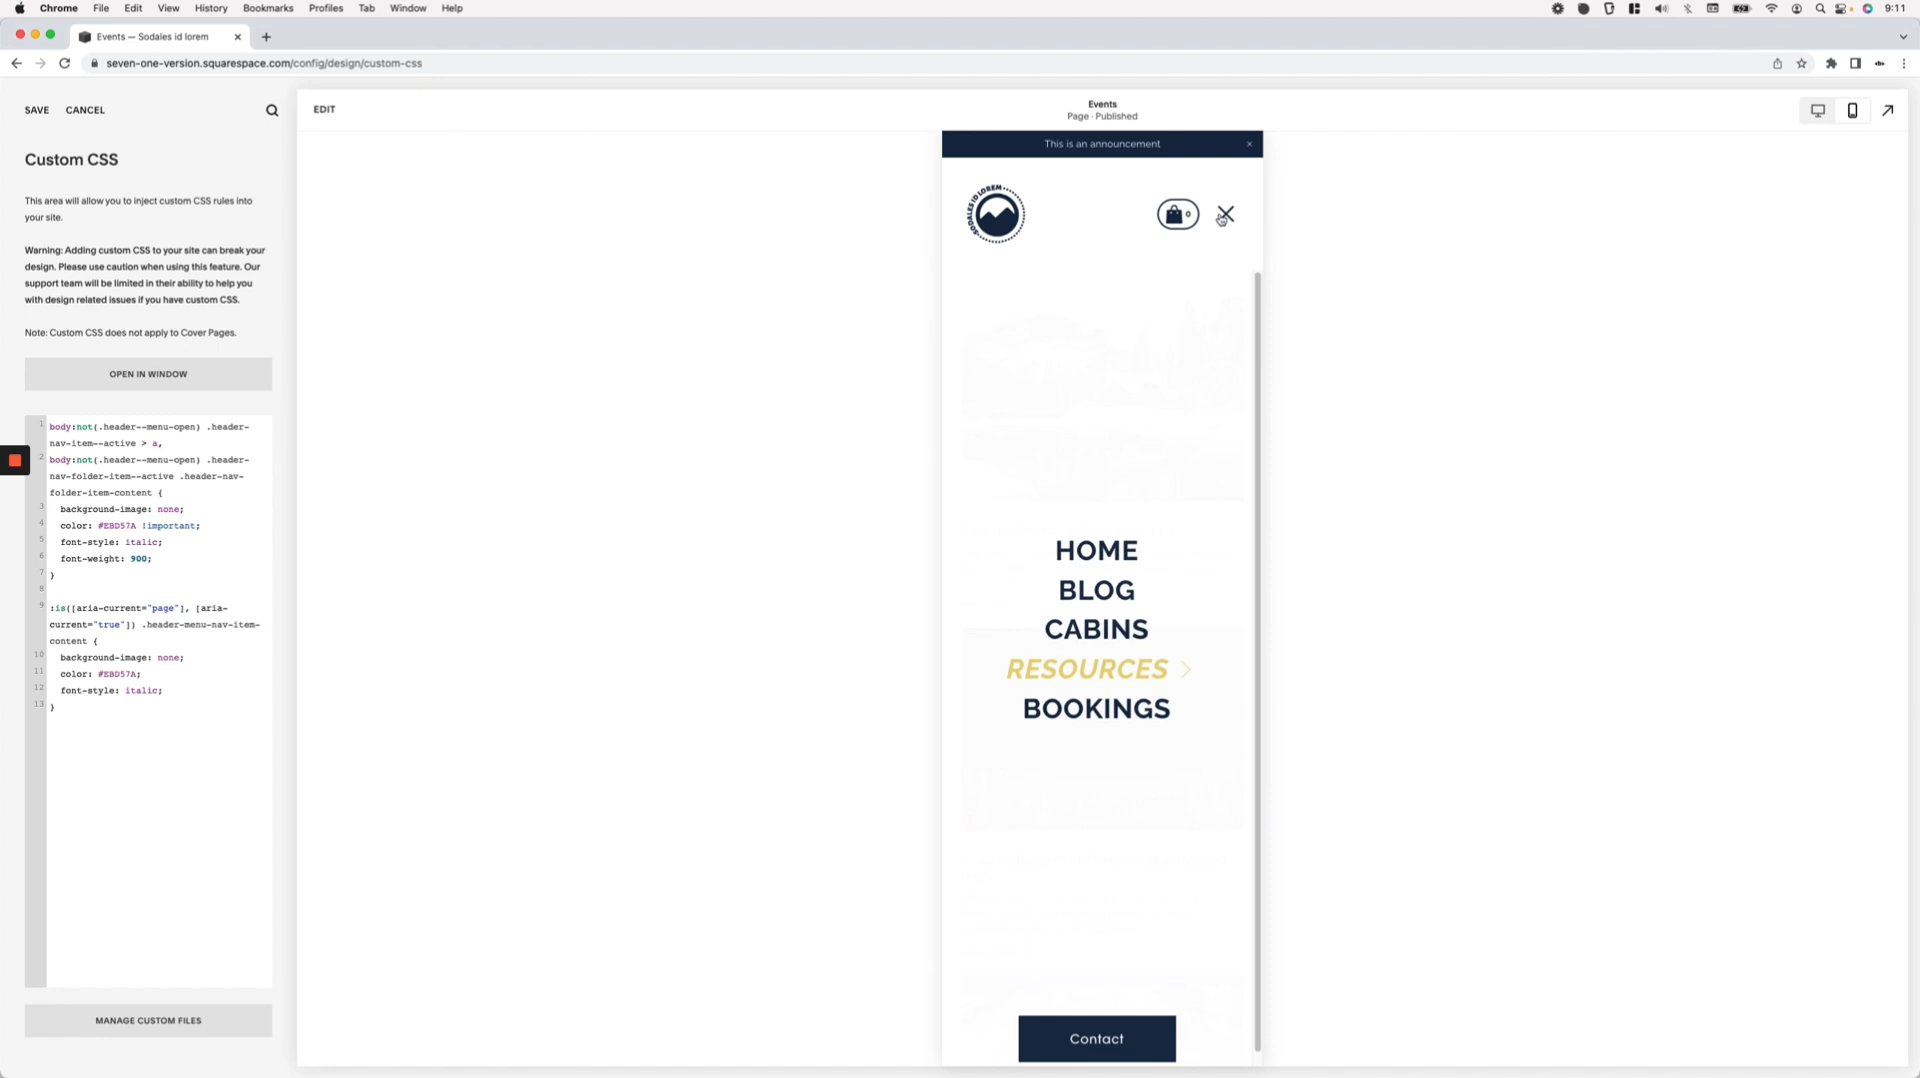 Chrome File Edit View History Bookmarks Profiles Tab Window Help 9:11
Events — Sodales id lorem
seven-one-version.squarespace.com/config/design/custom-css
SAVE CANCEL
EDIT
Events
Page · Published
Custom CSS
This area will allow you to inject custom CSS rules into
your site.
Warning: Adding custom CSS to your site can break your
design. Please use caution when using this feature. Our
support team will be limited in their ability to help you
with design related issues if you have custom CSS.
Note: Custom CSS does not apply to Cover Pages.
OPEN IN WINDOW
1 body:not(.header--menu-open) .header-
nav-item--active > a,
2 body:not(.header--menu-open) .header-
nav-folder-item--active .header-nav-
folder-item-content {
3 background-image: none;
4 color: #EBD57A !important;
5 font-style: italic;
6 font-weight: 900;
7 }
8
9 :is([aria-current="page"], [aria-
current="true"]) .header-menu-nav-item-
content {
10 background-image: none;
11 color: #EBD57A;
12 font-style: italic;
13 }
MANAGE CUSTOM FILES
This is an announcement
SODALES ID LOREM
0
HOME
BLOG
CABINS
RESOURCES
BOOKINGS
Contact